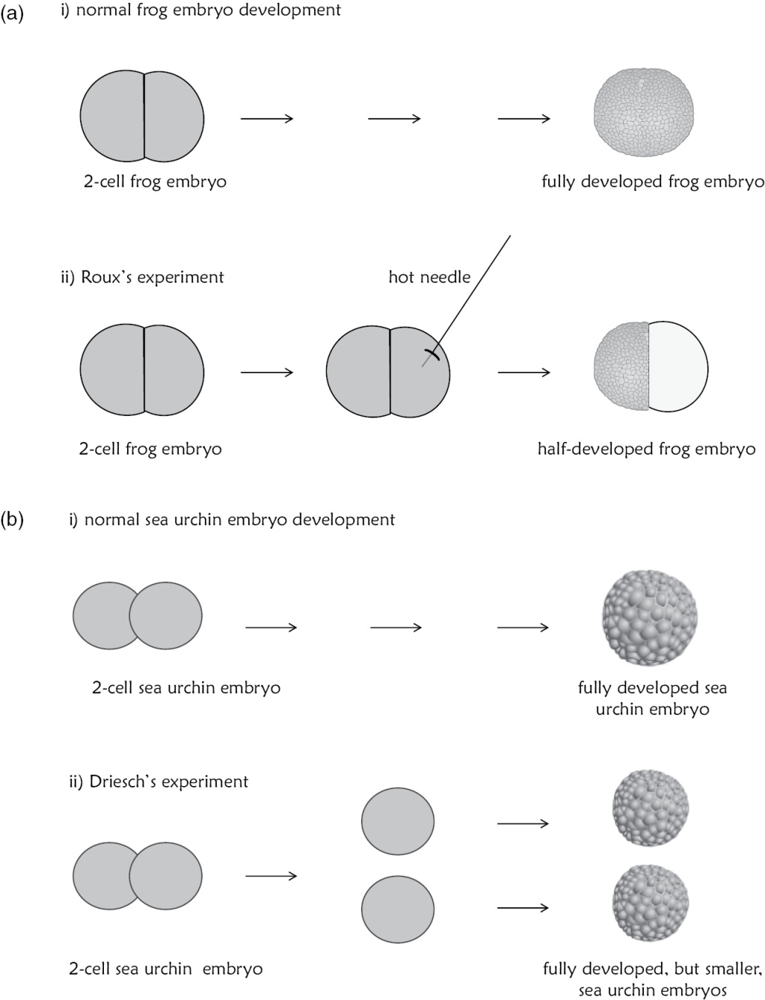 (a)
i) normal frog embryo development
2-cell frog embryo
fully developed frog embryo
ii) Roux's experiment
hot needle
2-cell frog embryo
half-developed frog embryo
(b)
i) normal sea urchin embryo development
2-cell sea urchin embryo
fully developed sea
urchin embryo
ii) Driesch's experiment
2-cell sea urchin embryo
fully developed, but smaller,
sea urchin embryos